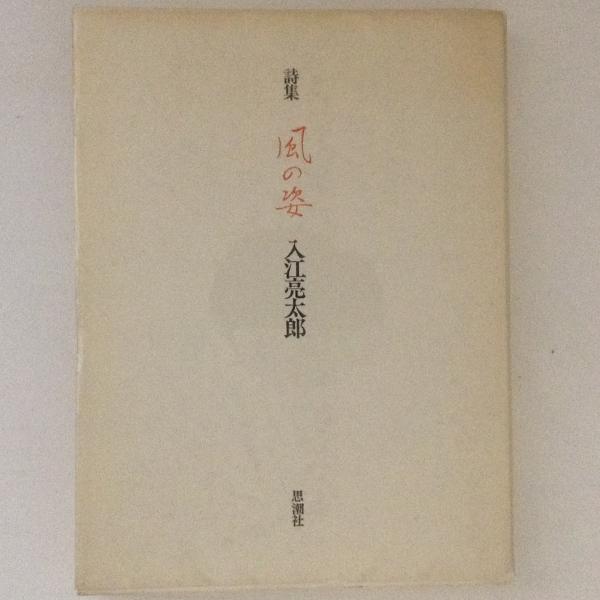 詩集
風の姿
入江亮太郎
思潮社